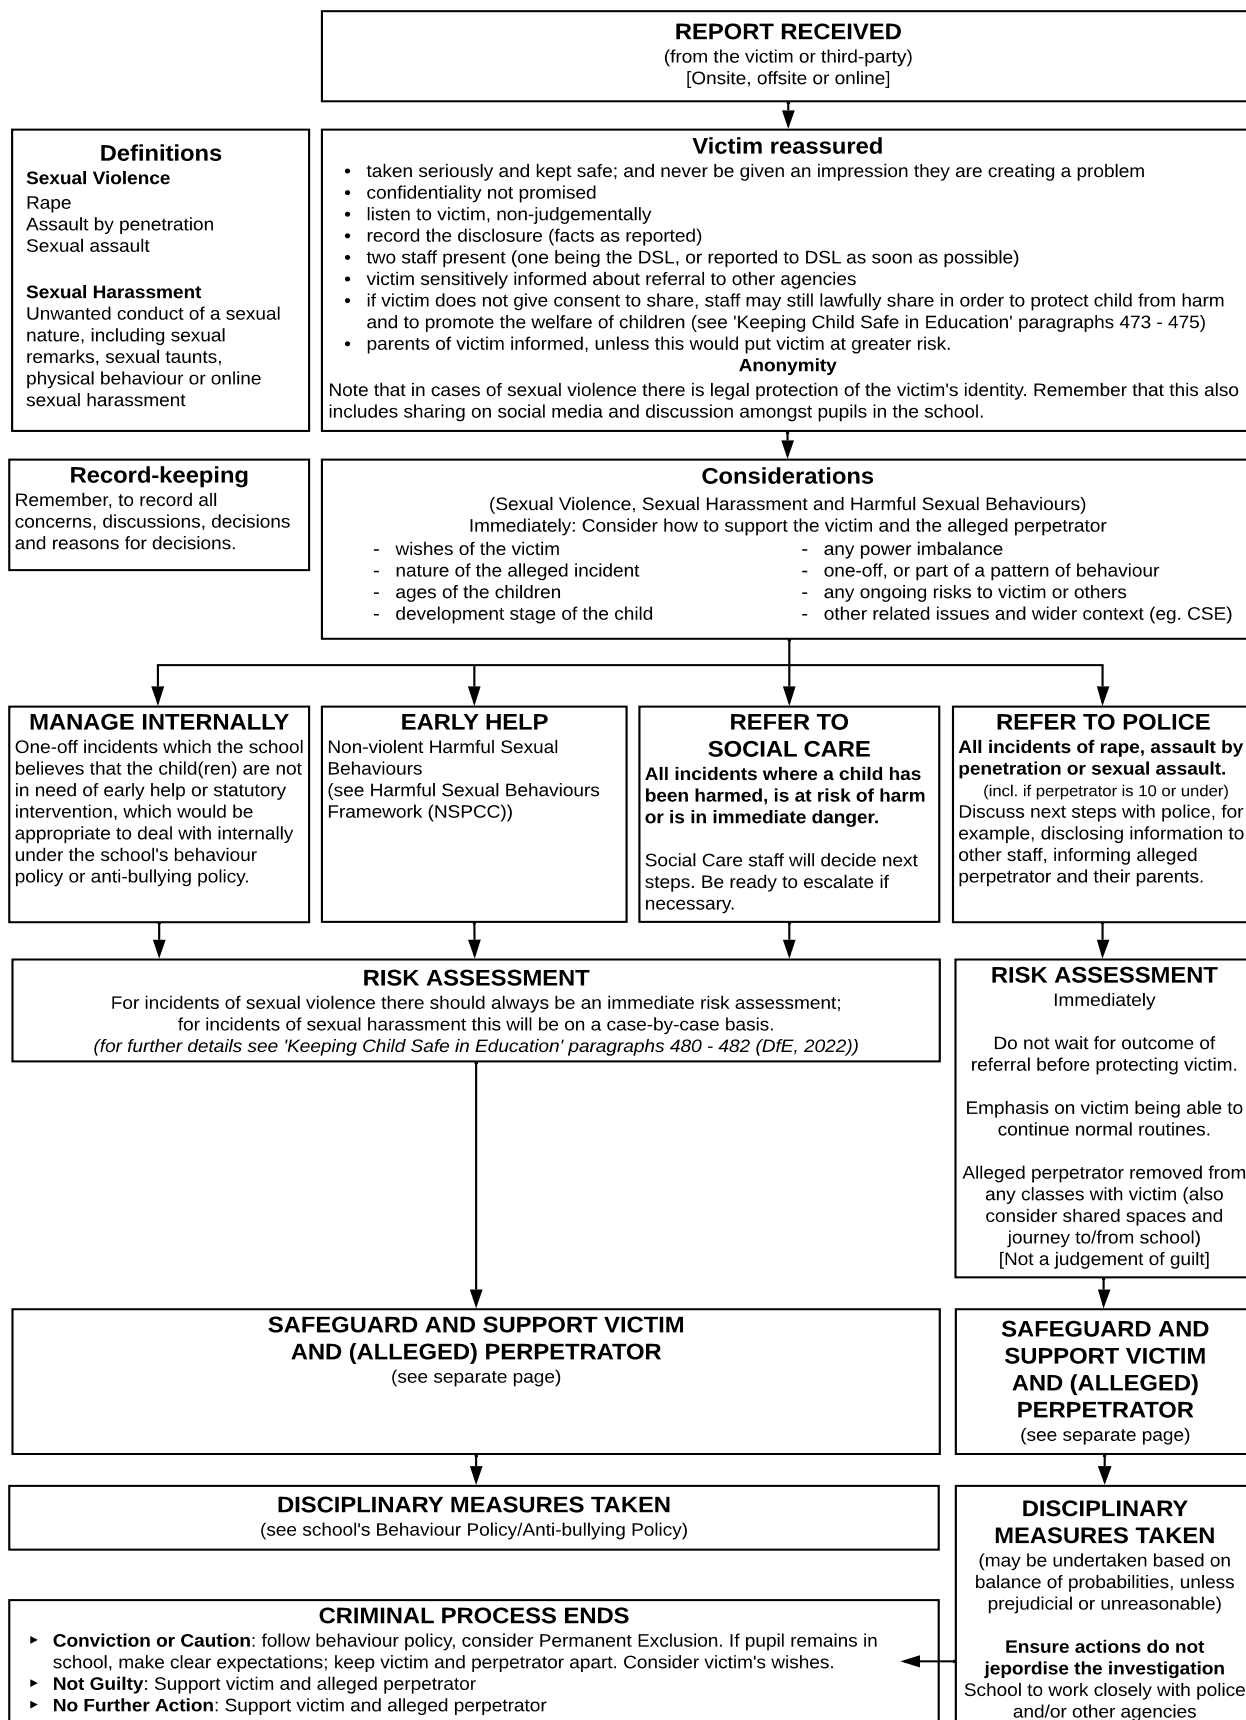 REPORT RECEIVED
(from the victim or third-party)
[Onsite, offsite or online]
Definitions
Sexual Violence
Rape
Assault by penetration
Sexual assault
Sexual Harassment
Unwanted conduct of a sexual
nature, including sexual
remarks, sexual taunts,
physical behaviour or online
sexual harassment
Victim reassured
• taken seriously and kept safe; and never be given an impression they are creating a problem
• confidentiality not promised
• listen to victim, non-judgementally
• record the disclosure (facts as reported)
• two staff present (one being the DSL, or reported to DSL as soon as possible)
• victim sensitively informed about referral to other agencies
• if victim does not give consent to share, staff may still lawfully share in order to protect child from harm
and to promote the welfare of children (see 'Keeping Child Safe in Education' paragraphs 473 - 475)
• parents of victim informed, unless this would put victim at greater risk.
Anonymity
Note that in cases of sexual violence there is legal protection of the victim's identity. Remember that this also
includes sharing on social media and discussion amongst pupils in the school.
Record-keeping
Remember, to record all
concerns, discussions, decisions
and reasons for decisions.
Considerations
(Sexual Violence, Sexual Harassment and Harmful Sexual Behaviours)
Immediately: Consider how to support the victim and the alleged perpetrator
- wishes of the victim
- nature of the alleged incident
- ages of the children
- development stage of the child
- any power imbalance
- one-off, or part of a pattern of behaviour
- any ongoing risks to victim or others
- other related issues and wider context (eg. CSE)
MANAGE INTERNALLY
One-off incidents which the school
believes that the child(ren) are not
in need of early help or statutory
intervention, which would be
appropriate to deal with internally
under the school's behaviour
policy or anti-bullying policy.
EARLY HELP
Non-violent Harmful Sexual
Behaviours
(see Harmful Sexual Behaviours
Framework (NSPCC))
REFER TO
SOCIAL CARE
All incidents where a child has
been harmed, is at risk of harm
or is in immediate danger.
Social Care staff will decide next
steps. Be ready to escalate if
necessary.
REFER TO POLICE
All incidents of rape, assault by
penetration or sexual assault.
(incl. if perpetrator is 10 or under)
Discuss next steps with police, for
example, disclosing information to
other staff, informing alleged
perpetrator and their parents.
RISK ASSESSMENT
For incidents of sexual violence there should always be an immediate risk assessment;
for incidents of sexual harassment this will be on a case-by-case basis.
(for further details see 'Keeping Child Safe in Education' paragraphs 480 - 482 (DfE, 2022))
RISK ASSESSMENT
Immediately
Do not wait for outcome of
referral before protecting victim.
Emphasis on victim being able to
continue normal routines.
Alleged perpetrator removed from
any classes with victim (also
consider shared spaces and
journey to/from school)
[Not a judgement of guilt]
SAFEGUARD AND SUPPORT VICTIM
AND (ALLEGED) PERPETRATOR
(see separate page)
SAFEGUARD AND
SUPPORT VICTIM
AND (ALLEGED)
PERPETRATOR
(see separate page)
DISCIPLINARY MEASURES TAKEN
(see school's Behaviour Policy/Anti-bullying Policy)
DISCIPLINARY
MEASURES TAKEN
(may be undertaken based on
balance of probabilities, unless
prejudicial or unreasonable)
Ensure actions do not
jepordise the investigation
School to work closely with police
and/or other agencies
CRIMINAL PROCESS ENDS
‣ Conviction or Caution: follow behaviour policy, consider Permanent Exclusion. If pupil remains in
school, make clear expectations; keep victim and perpetrator apart. Consider victim's wishes.
‣ Not Guilty: Support victim and alleged perpetrator
‣ No Further Action: Support victim and alleged perpetrator